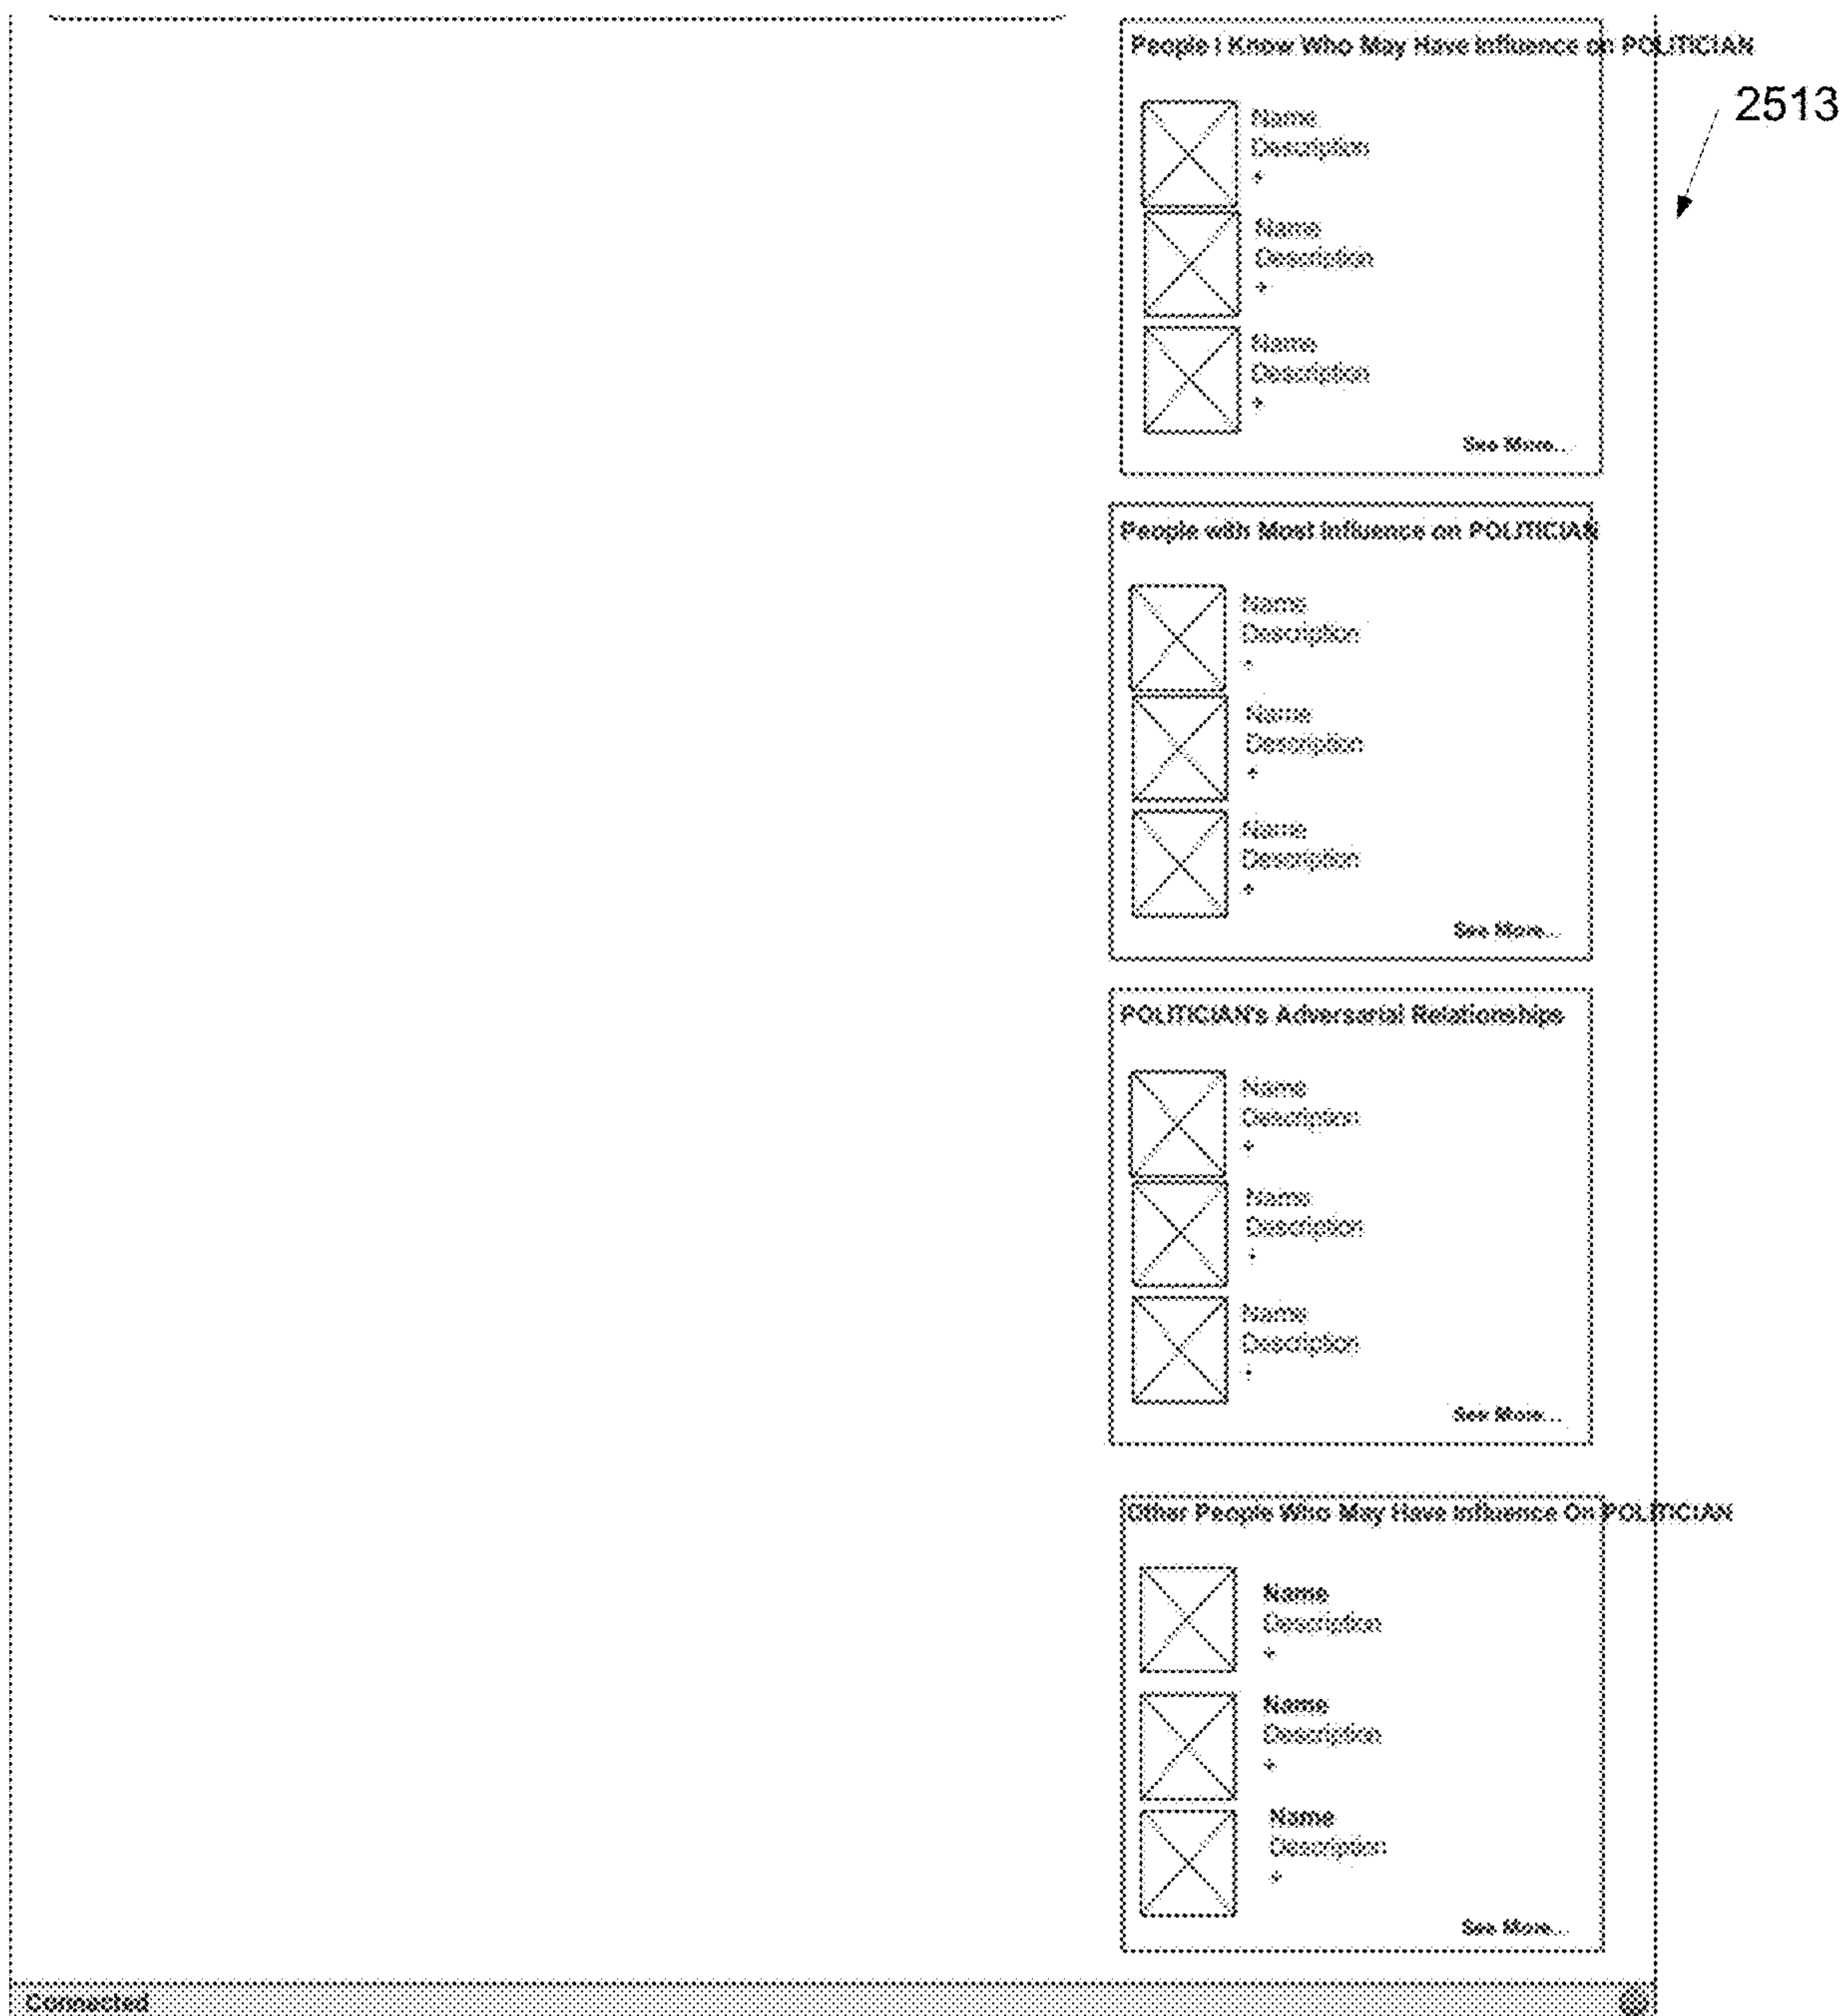 People I Know Who May Have Influence on POLITICIAN
2513
Name
Description
+
Name
Description
+
Name
Description
+
See More...
People with Most Influence on POLITICIAN
Name
Description
+
Name
Description
+
Name
Description
+
See More...
POLITICIAN's Adversarial Relationships
Name
Description
+
Name
Description
+
Name
Description
+
See More...
Other People Who May Have Influence On POLITICIAN
Name
Description
+
Name
Description
+
Name
Description
+
See More...
Connected